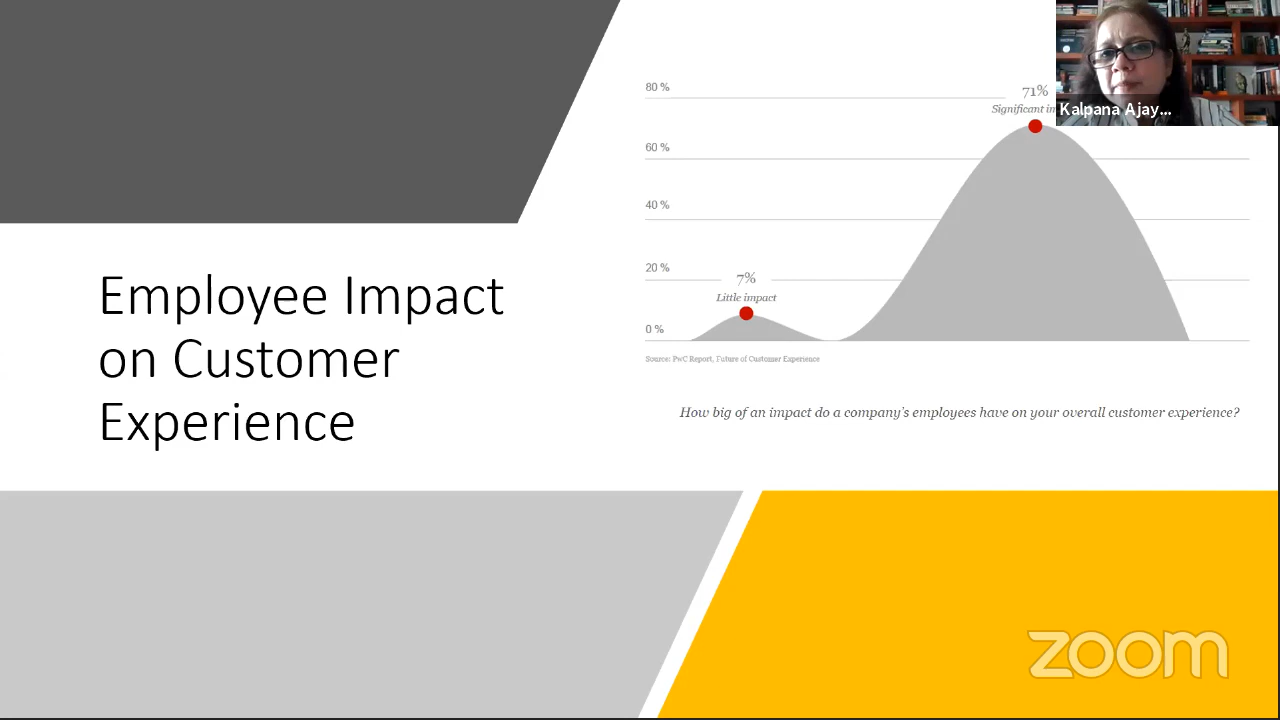 Employee Impact
on Customer
Experience
80 %
60 %
40 %
20 %
0 %
71%
Significant
7%
Little impact
Source: PwC Report, Future of Customer Experience
How big of an impact do a company's employees have on your overall customer experience?
Kalpana Ajay...
zoom